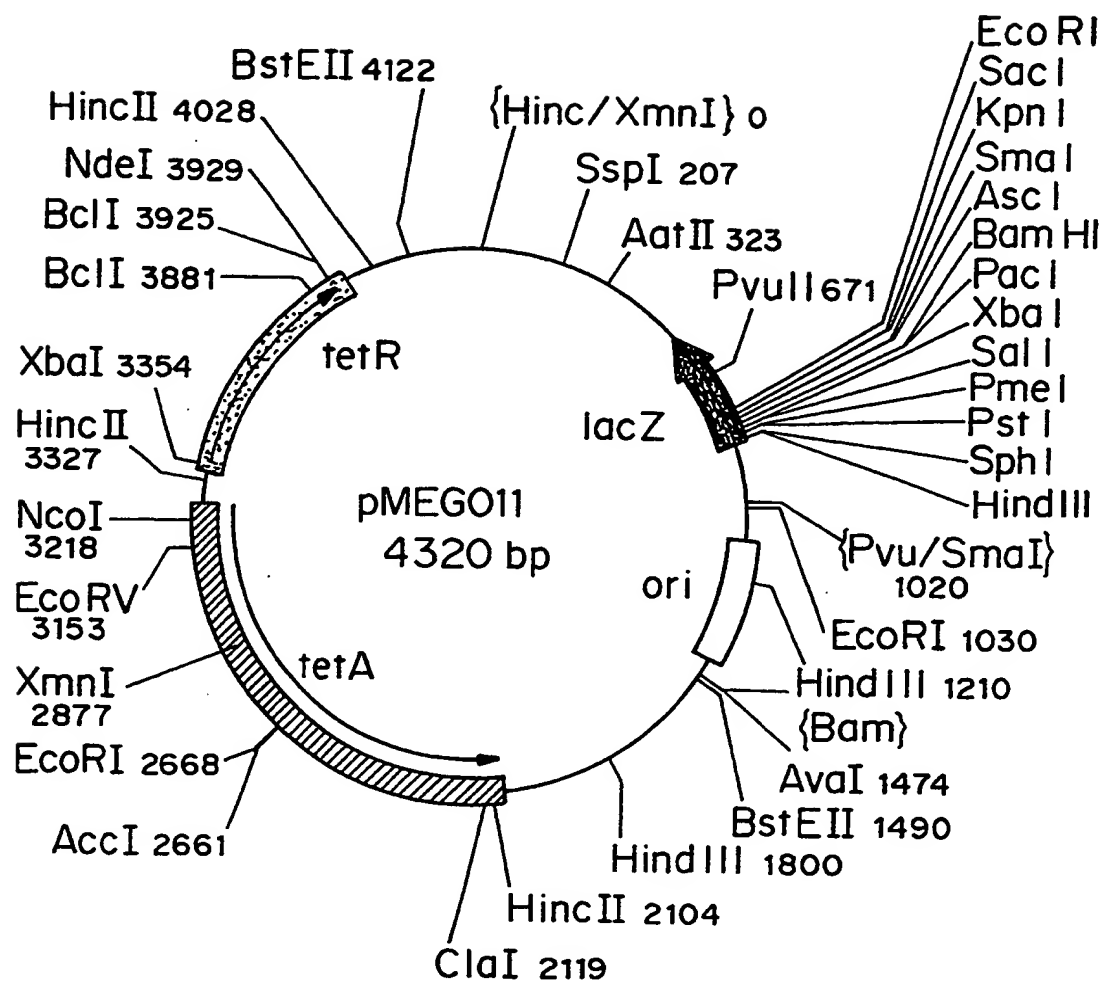 EcoRI
SacI
KpnI
SmaI
AscI
BamHI
PacI
XbaI
SalI
PmeI
PstI
SphI
HindIII
BstEII 4122
HincII 4028
{Hinc/XmnI} 0
NdeI 3929
SspI 207
BclI 3925
AatII 323
BclI 3881
PvuII 671
tetR
XbaI 3354
lacZ
HincII
3327
pMEG011
4320 bp
NcoI
3218
{Pvu/SmaI}
1020
ori
EcoRV
3153
EcoRI 1030
tetA
XmnI
2877
HindIII 1210
{Bam}
EcoRI 2668
AvaI 1474
BstEII 1490
AccI 2661
HindIII 1800
HincII 2104
ClaI 2119